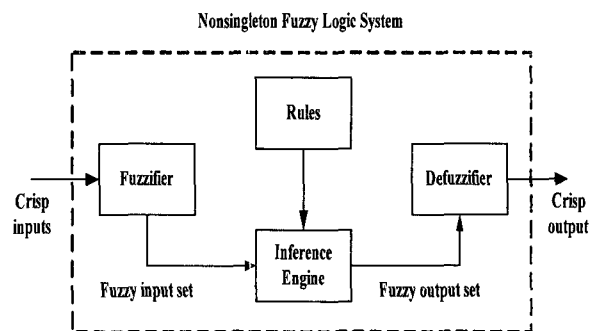 Nonsingleton Fuzzy Logic System
Rules
Fuzzifier
Defuzzifier
Crisp
inputs
Crisp
output
Inference
Engine
Fuzzy input set
Fuzzy output set